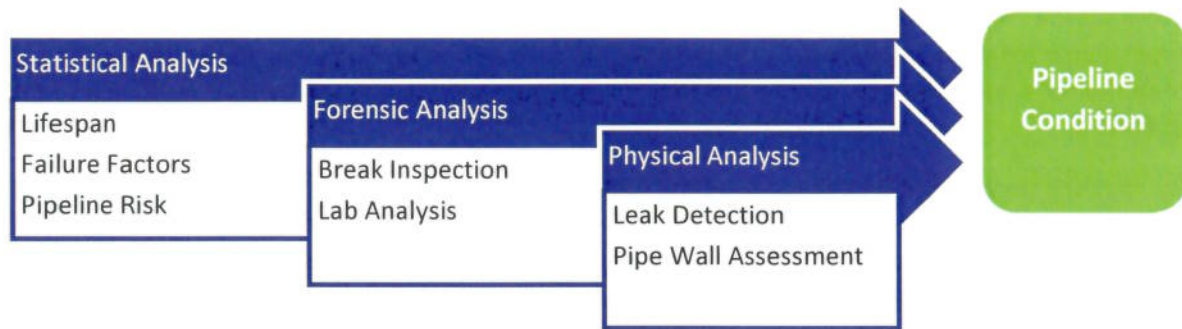 Statistical Analysis
Lifespan
Failure Factors
Pipeline Risk
Forensic Analysis
Break Inspection
Lab Analysis
Physical Analysis
Leak Detection
Pipe Wall Assessment
Pipeline
Condition